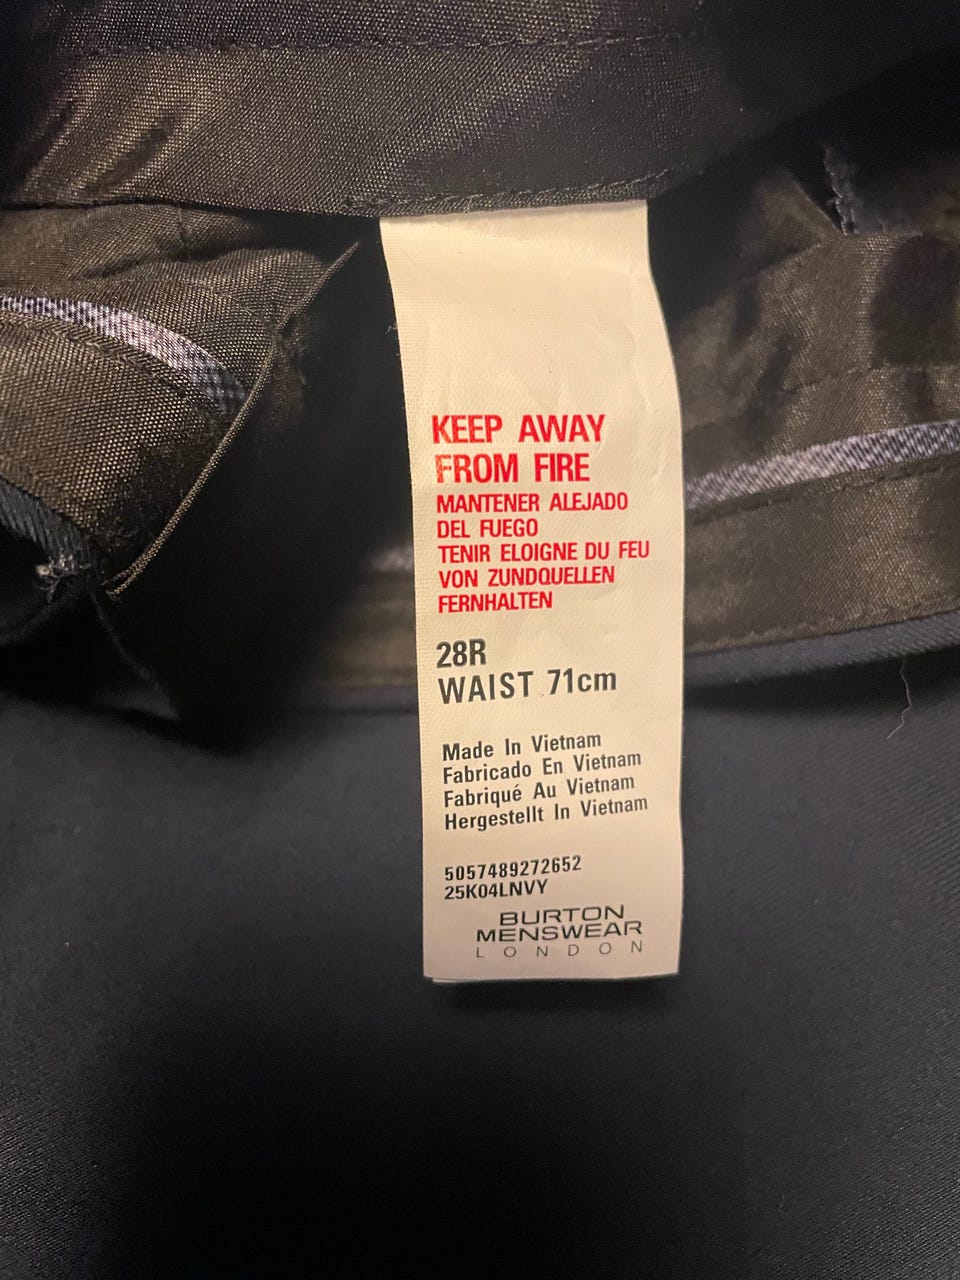 KEEP AWAY
FROM FIRE
MANTENER ALEJADO
DEL FUEGO
TENIR ELOIGNE DU FEU
VON ZUNDQUELLEN
FERNHALTEN
28R
WAIST 71cm
Made In Vietnam
Fabricado En Vietnam
Fabriqué Au Vietnam
Hergestellt In Vietnam
5057489272652
25K04LNVY
BURTON
MENSWEAR
LONDON